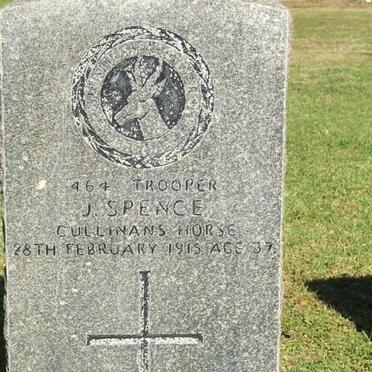 464 TROOPER
J. SPENCE
CULLINANS HORSE
28TH FEBRUARY 1915 AGE 37